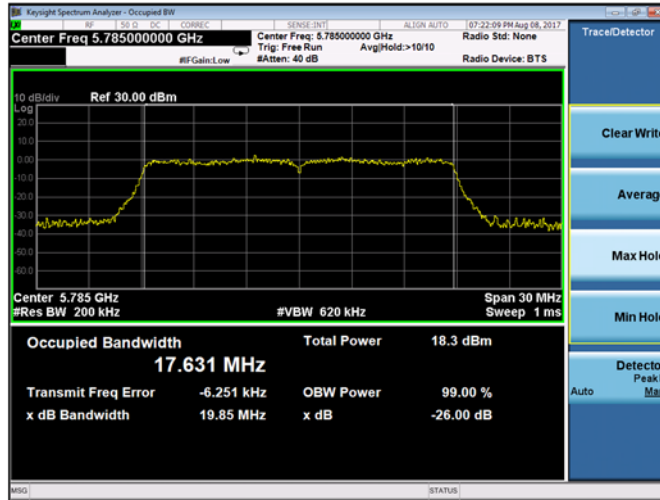 Keysight Spectrum Analyzer - Occupied BW
RF 50 Ω DC CORREC SENSE:INT ALIGN AUTO 07:22:09 PM Aug 08, 2017
Center Freq 5.785000000 GHz
Center Freq: 5.785000000 GHz
Radio Std: None
Trig: Free Run Avg|Hold:>10/10
#IFGain:Low
#Atten: 40 dB
Radio Device: BTS
10 dB/div Ref 30.00 dBm
Log
20.0
10.0
0.00
-10.0
-20.0
-30.0
-40.0
-50.0
-60.0
Center 5.785 GHz Span 30 MHz
#Res BW 200 kHz #VBW 620 kHz Sweep 1 ms
Occupied Bandwidth Total Power 18.3 dBm
17.631 MHz
Transmit Freq Error -6.251 kHz OBW Power 99.00 %
x dB Bandwidth 19.85 MHz x dB -26.00 dB
MSG STATUS
Trace/Detector
Clear Write
Averag
Max Hol
Min Hol
Detecto
Peak
Auto Ma